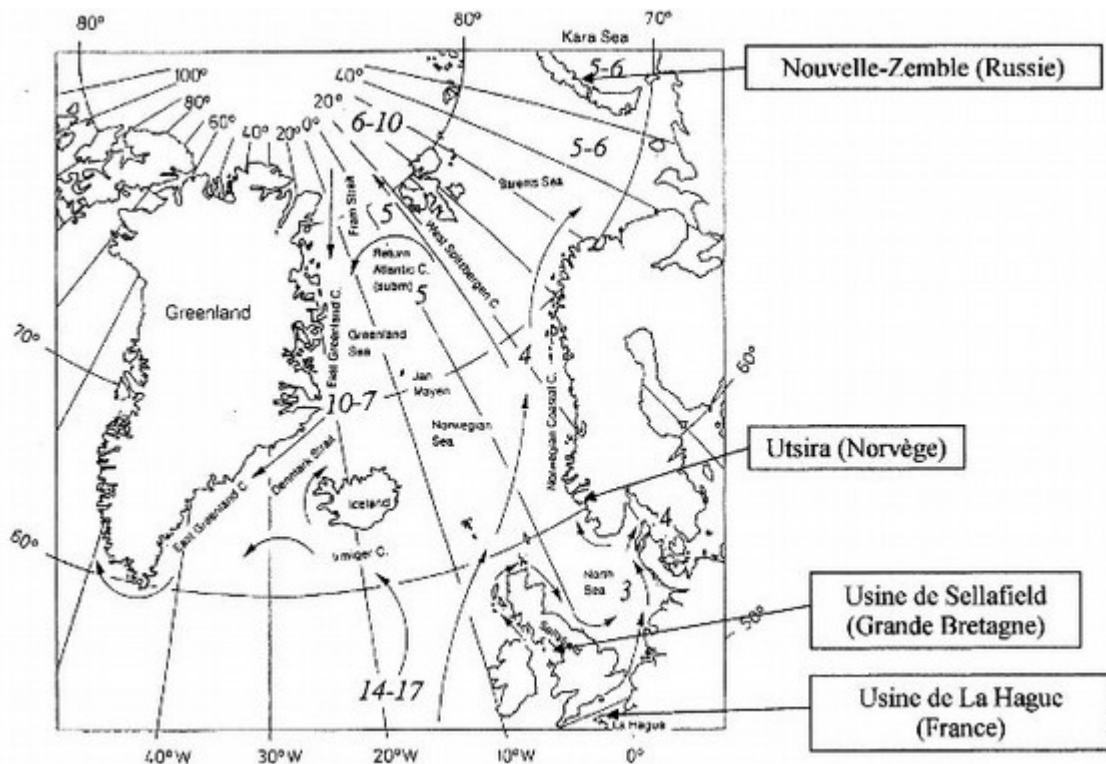 80°
Kara Sea
70°
100°
80°
60°
40°
20°
0°
20°
40°
80°
5-6
Nouvelle-Zemble (Russie)
6-10
5-6
Barents Sea
Fram Strait
5
West Spitsbergen C.
Return
Atlantic C.
(subm)
5
Greenland
East Greenland C.
Greenland
Sea
70°
Jan
Mayen
4
10-7
Norwegian
Sea
Norwegian Coastal C.
60°
Utsira (Norvège)
Denmark Strait
East Greenland C.
Iceland
4
60°
Irminger C.
North
Sea
3
Sellafield
Usine de Sellafield
(Grande Bretagne)
50°
14-17
Usine de La Hague
(France)
La Hague
40°W
30°W
20°W
10°W
0°